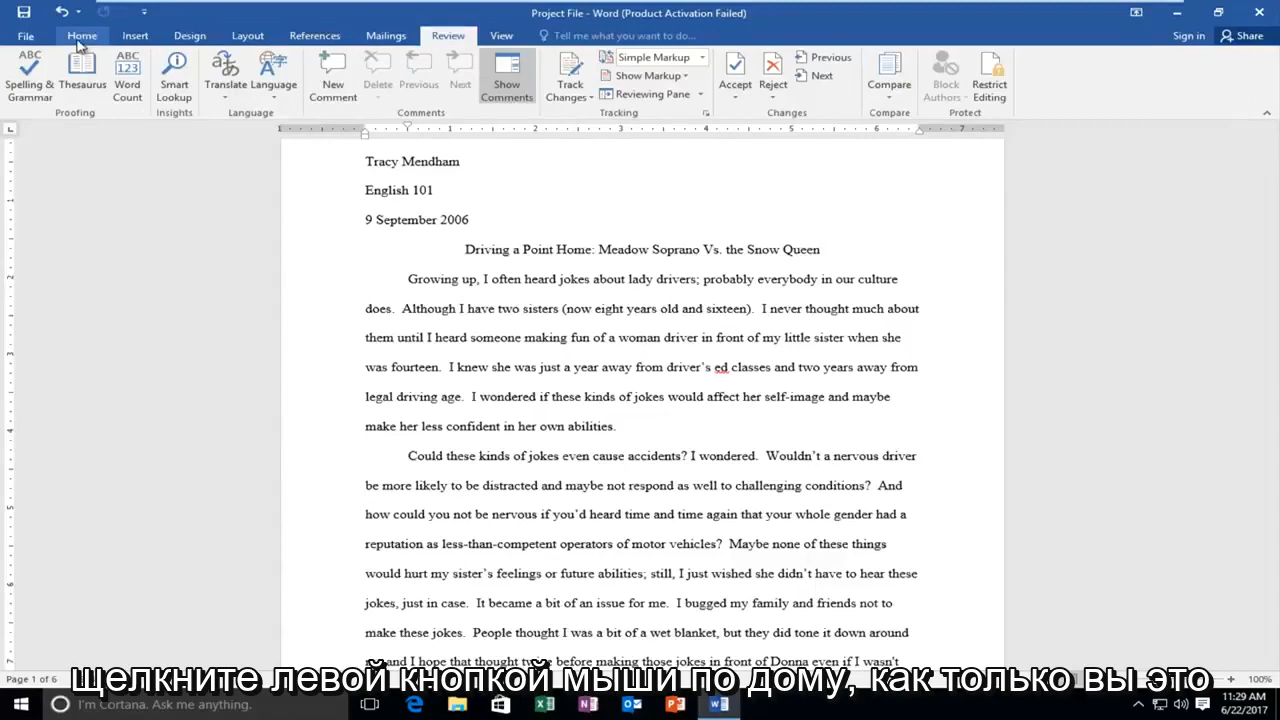 Project File - Word (Product Activation Failed)
File Home Insert Design Layout References Mailings Review View Tell me what you want to do... Sign in Share
ABC Spelling & Grammar
Thesaurus
ABC 123 Word Count
Proofing
Smart Lookup
Insights
Translate
Language
Language
New Comment
Delete
Previous
Next
Show Comments
Comments
Track Changes
Simple Markup
Show Markup
Reviewing Pane
Tracking
Accept
Reject
Previous
Next
Changes
Compare
Compare
Block Authors
Restrict Editing
Protect
1 1 2 3 4 5 6 7
Tracy Mendham
English 101
9 September 2006
Driving a Point Home: Meadow Soprano Vs. the Snow Queen
Growing up, I often heard jokes about lady drivers; probably everybody in our culture
does. Although I have two sisters (now eight years old and sixteen). I never thought much about
them until I heard someone making fun of a woman driver in front of my little sister when she
was fourteen. I knew she was just a year away from driver's ed classes and two years away from
legal driving age. I wondered if these kinds of jokes would affect her self-image and maybe
make her less confident in her own abilities.
Could these kinds of jokes even cause accidents? I wondered. Wouldn't a nervous driver
be more likely to be distracted and maybe not respond as well to challenging conditions? And
how could you not be nervous if you'd heard time and time again that your whole gender had a
reputation as less-than-competent operators of motor vehicles? Maybe none of these things
would hurt my sister's feelings or future abilities; still, I just wished she didn't have to hear these
jokes, just in case. It became a bit of an issue for me. I bugged my family and friends not to
make these jokes. People thought I was a bit of a wet blanket, but they did tone it down around
and I hope that thought twice before making those jokes in front of Donna even if I wasn't
щелкните левой кнопкой мыши по дому, как только вы это
Page 1 of 6
100%
I'm Cortana. Ask me anything.
11:29 AM
6/22/2017